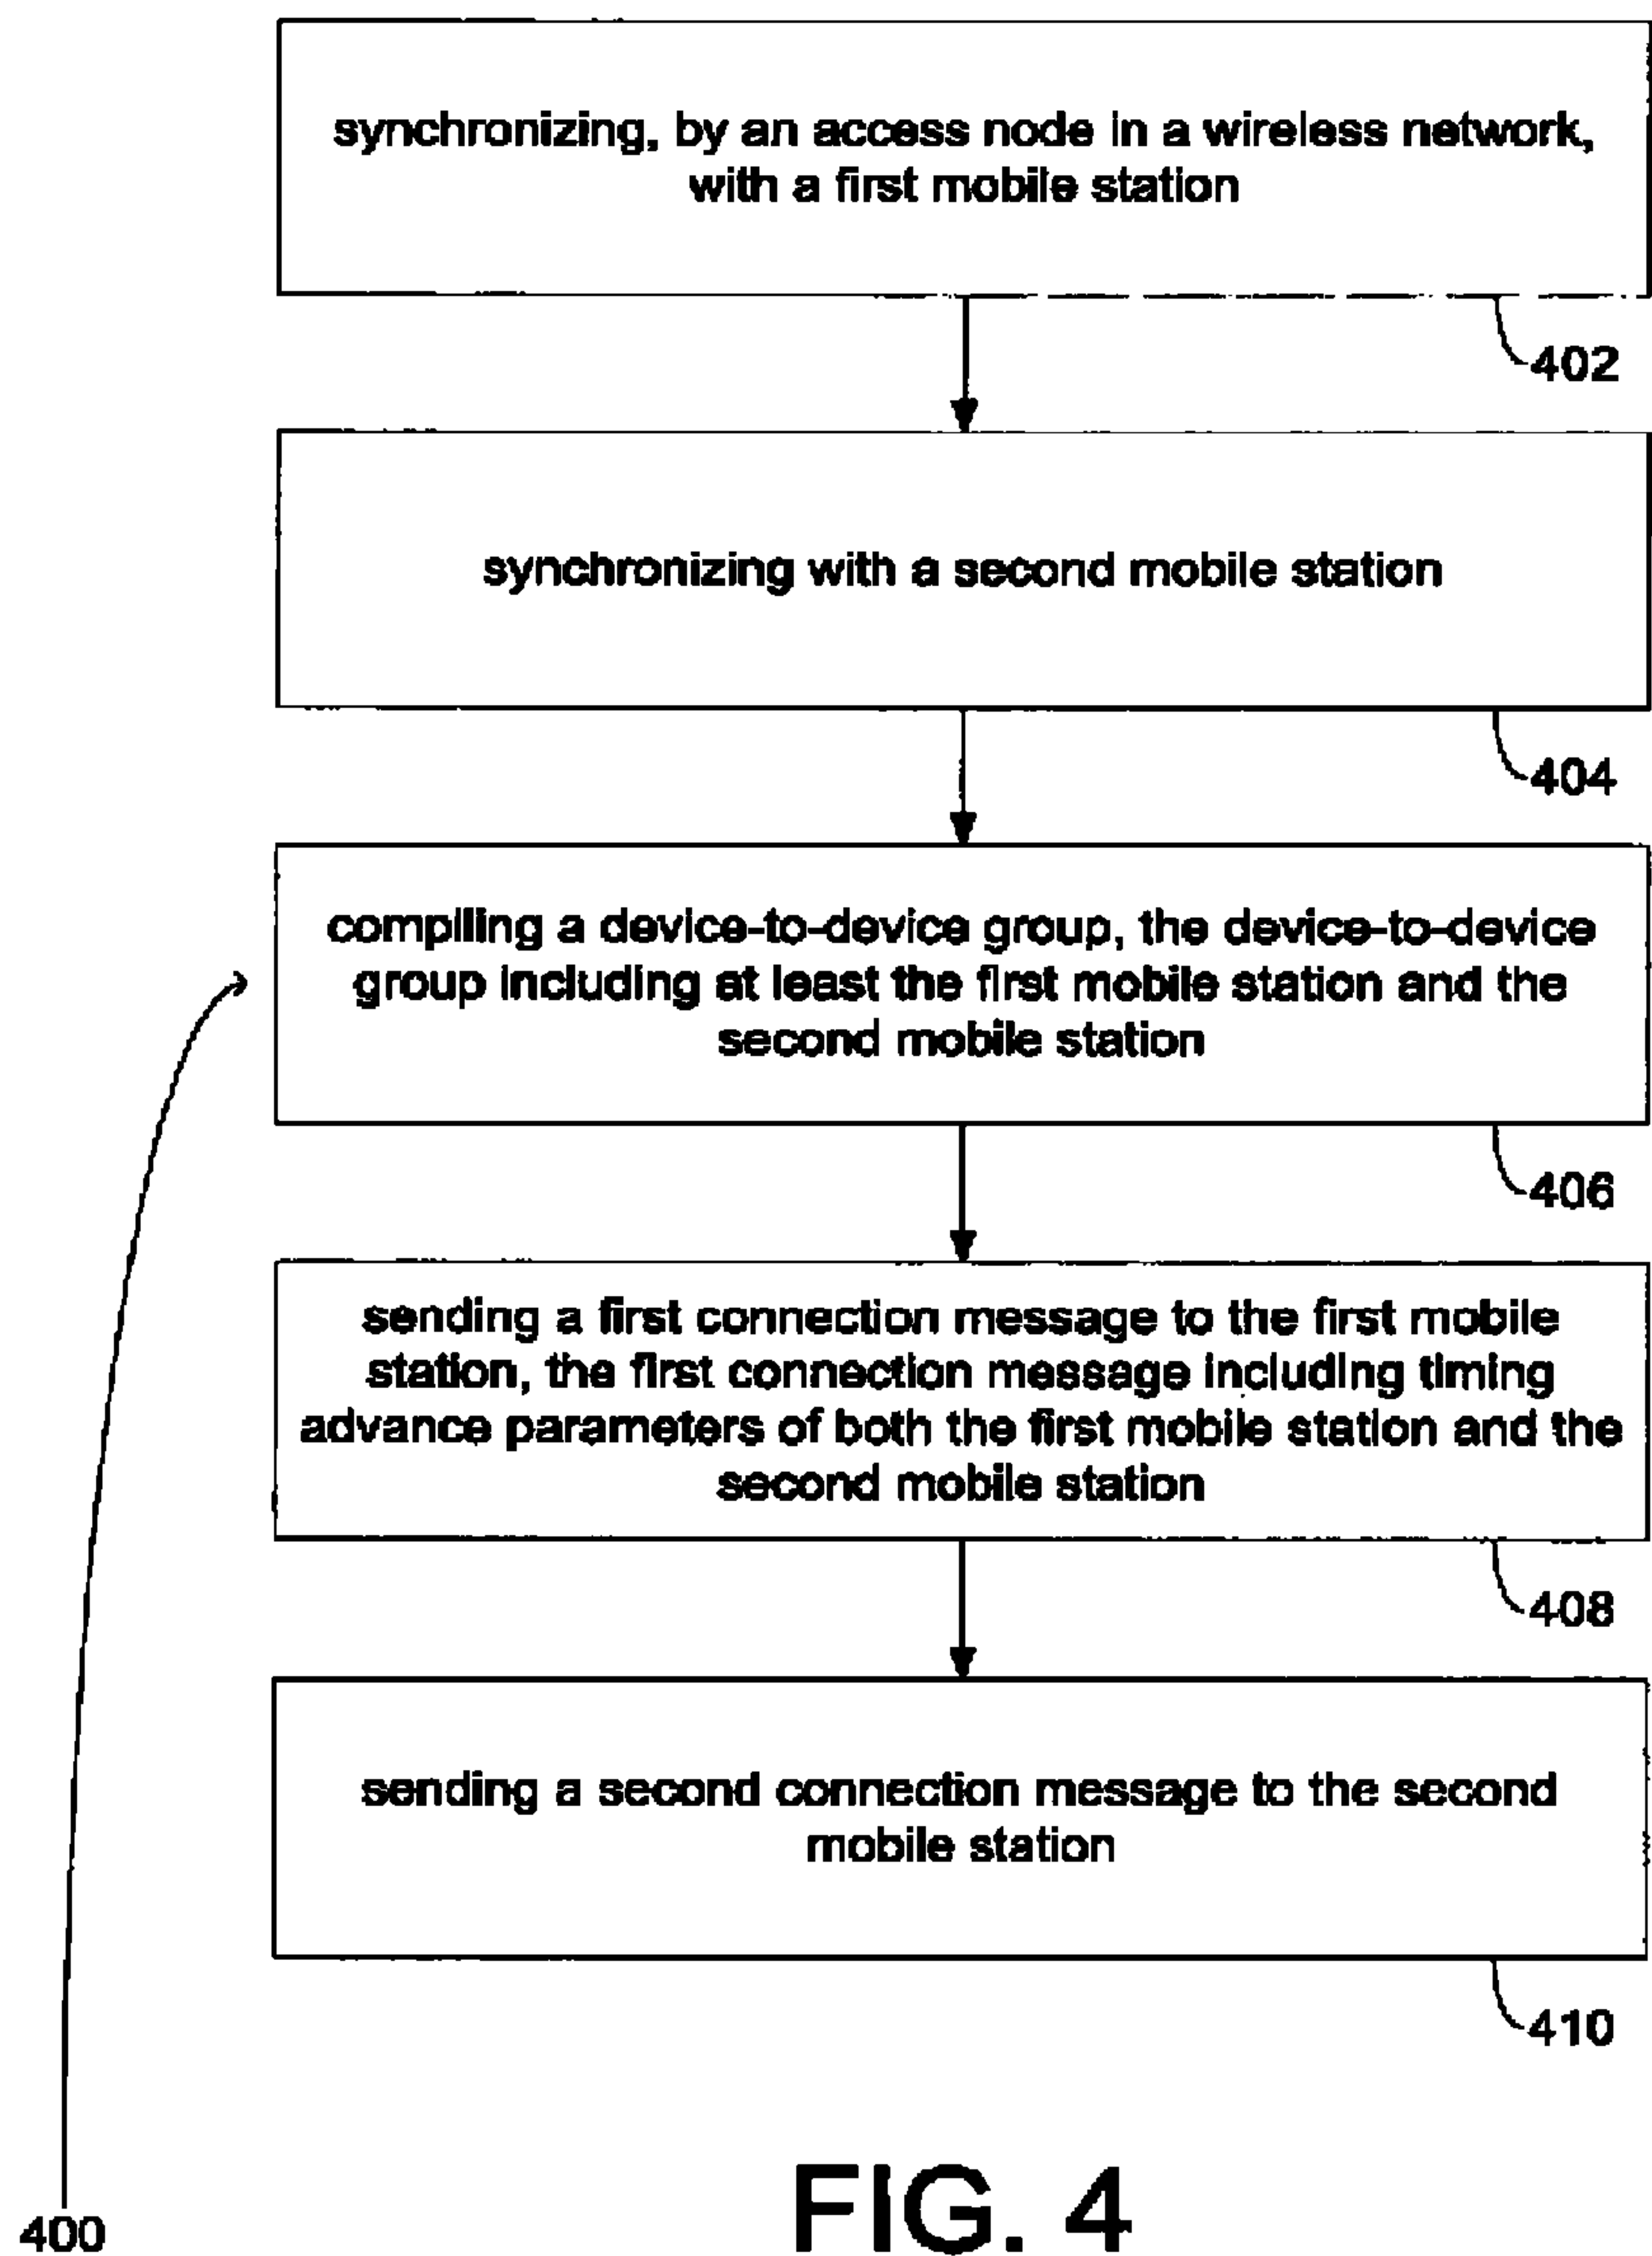 synchronizing, by an access node in a wireless network,
with a first mobile station
402
synchronizing with a second mobile station
404
compiling a device-to-device group, the device-to-device
group including at least the first mobile station and the
second mobile station
406
sending a first connection message to the first mobile
station, the first connection message including timing
advance parameters of both the first mobile station and the
second mobile station
408
sending a second connection message to the second
mobile station
410
400
FIG. 4